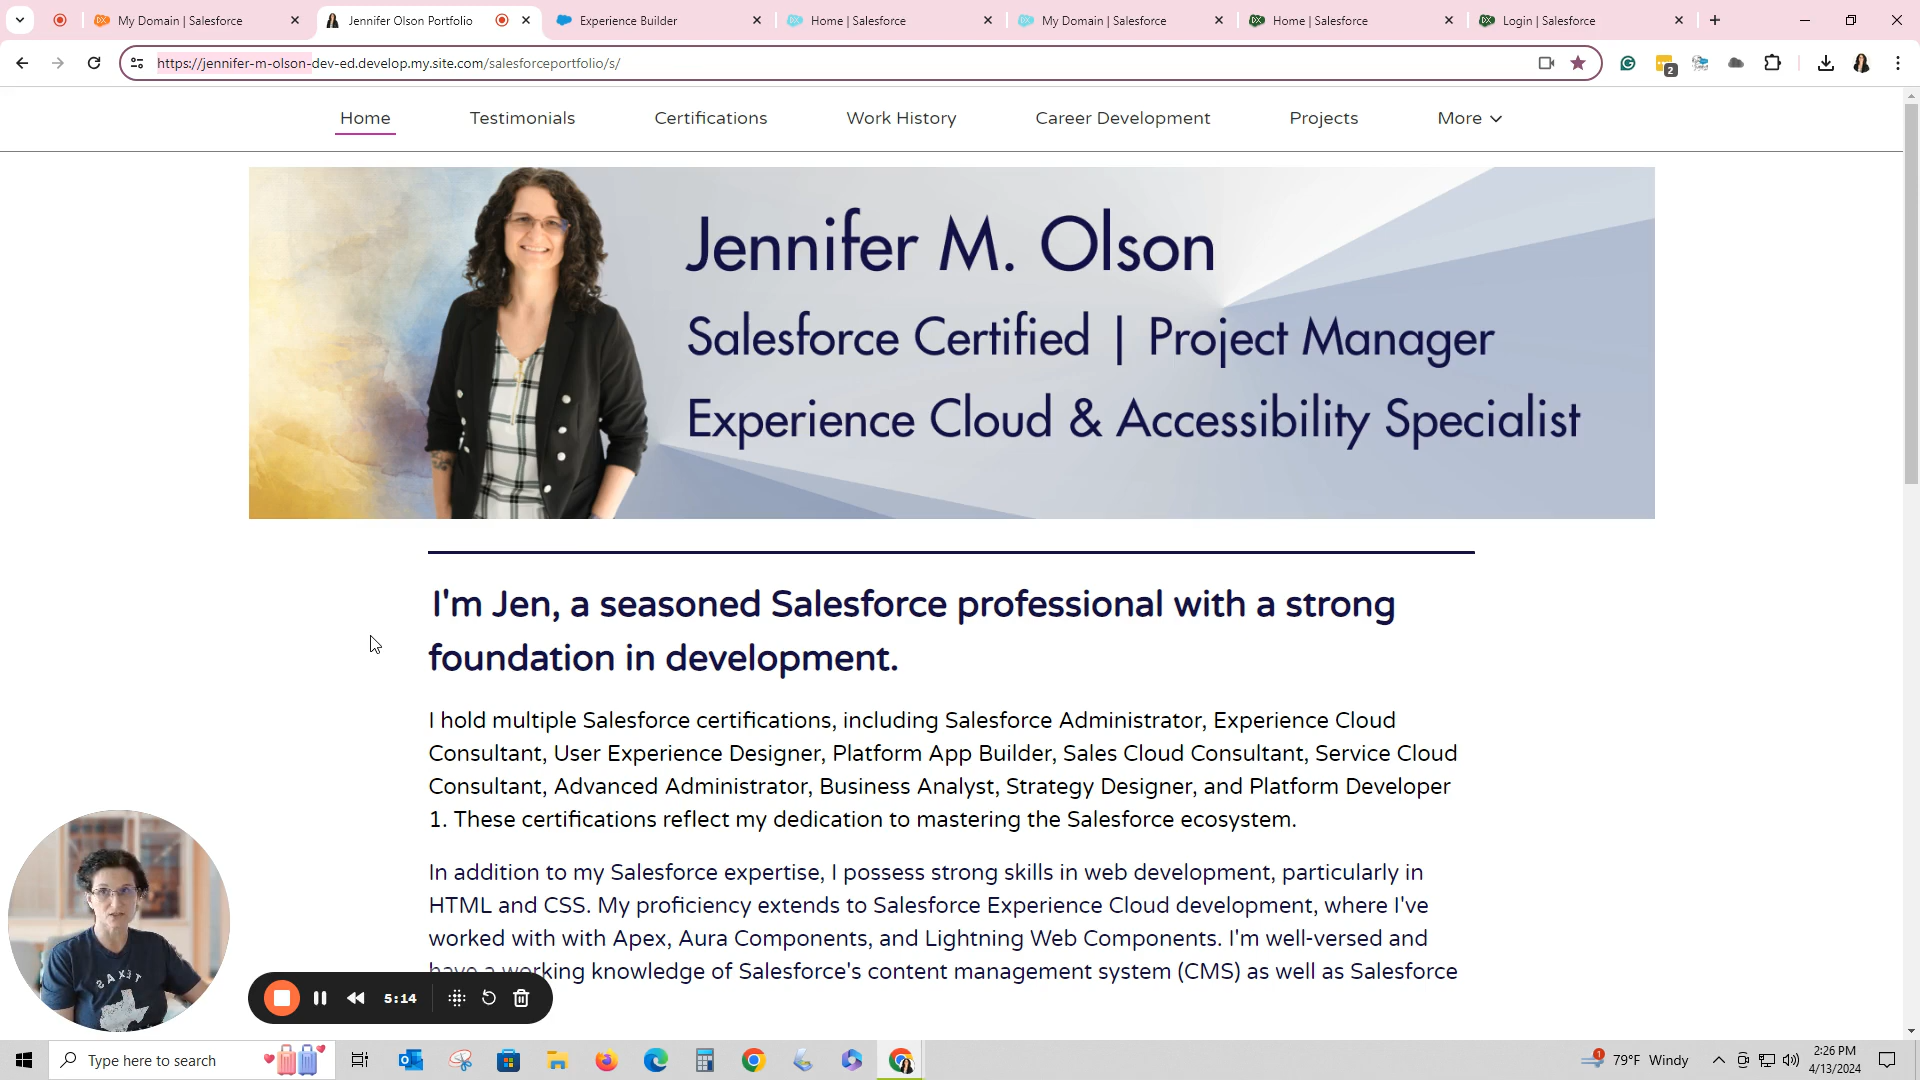 My Domain | Salesforce
Jennifer Olson Portfolio
Experience Builder
Home | Salesforce
My Domain | Salesforce
Home | Salesforce
Login | Salesforce
https://jennifer-m-olson-dev-ed.develop.my.site.com/salesforceportfolio/s/
2
Home
Testimonials
Certifications
Work History
Career Development
Projects
More
Jennifer M. Olson
Salesforce Certified | Project Manager
Experience Cloud & Accessibility Specialist
I'm Jen, a seasoned Salesforce professional with a strong
foundation in development.
I hold multiple Salesforce certifications, including Salesforce Administrator, Experience Cloud
Consultant, User Experience Designer, Platform App Builder, Sales Cloud Consultant, Service Cloud
Consultant, Advanced Administrator, Business Analyst, Strategy Designer, and Platform Developer
1. These certifications reflect my dedication to mastering the Salesforce ecosystem.
In addition to my Salesforce expertise, I possess strong skills in web development, particularly in
HTML and CSS. My proficiency extends to Salesforce Experience Cloud development, where I've
worked with with Apex, Aura Components, and Lightning Web Components. I'm well-versed and
have a working knowledge of Salesforce's content management system (CMS) as well as Salesforce
TEXAS
5:14
Type here to search
1
79°F Windy
2:26 PM
4/13/2024